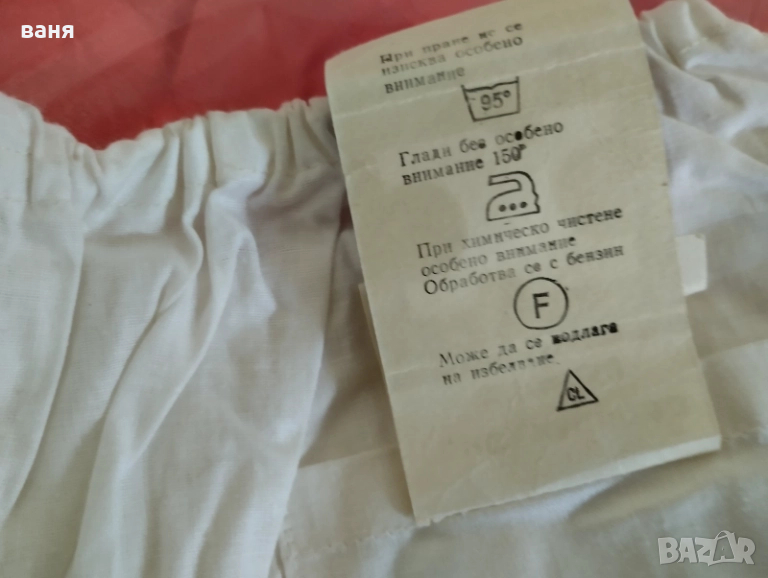 ваня
При пране не се
изисква особено
внимание
95°
Глади без особено
внимание 150°
При химическо чистене
особено внимание
Обработва се с бензин
F
Може да се подлага
на избелване.
CL
BAZAR